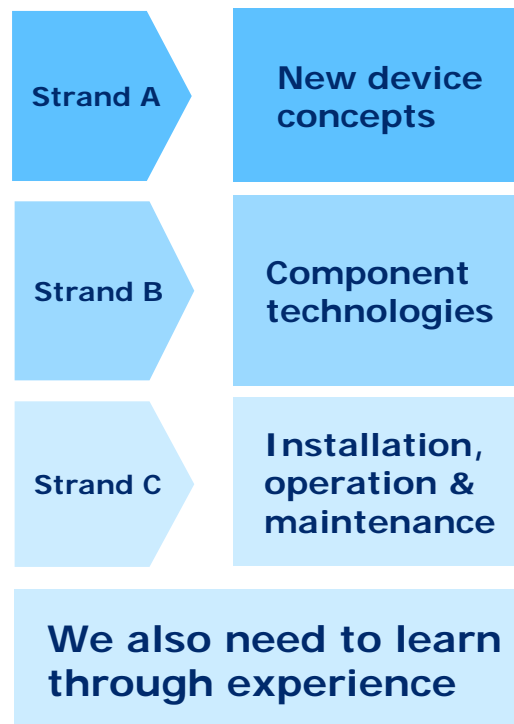 Strand A
New device
concepts
Strand B
Component
technologies
Strand C
Installation,
operation &
maintenance
We also need to learn
through experience